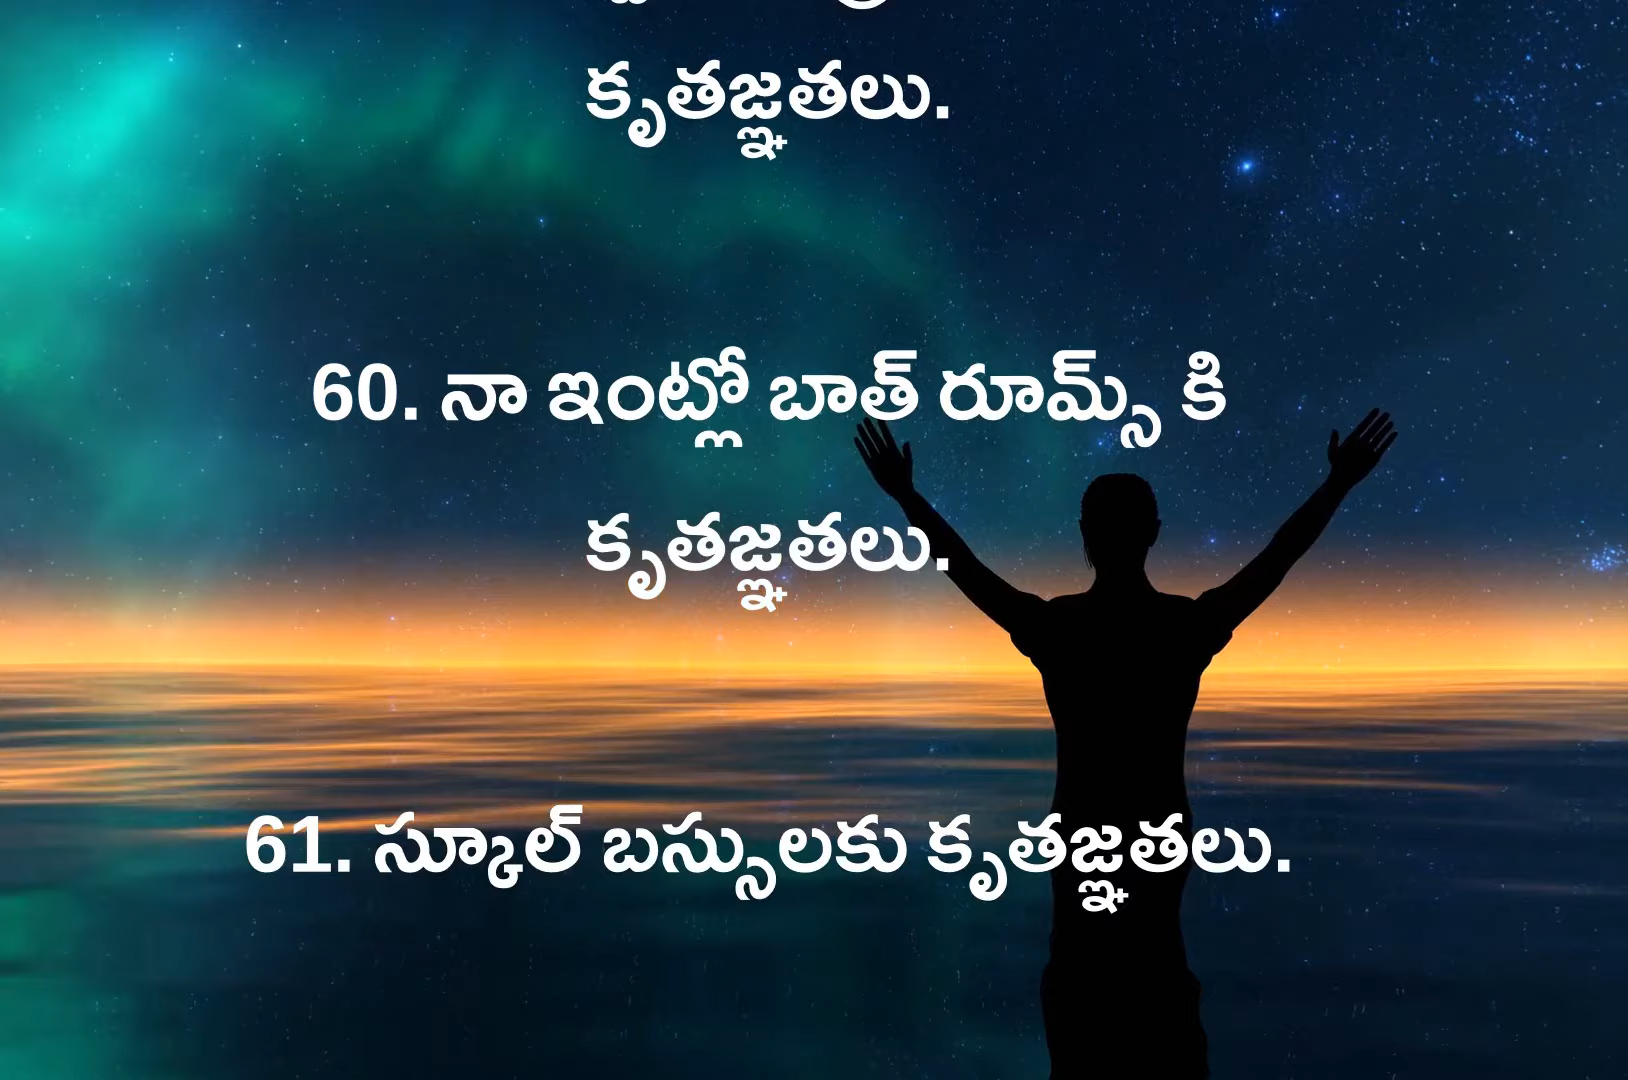 కృతజ్ఞతలు.
60. నా ఇంట్లో బాత్ రూమ్స్ కి
కృతజ్ఞతలు.
61. స్కూల్ బస్సులకు కృతజ్ఞతలు.